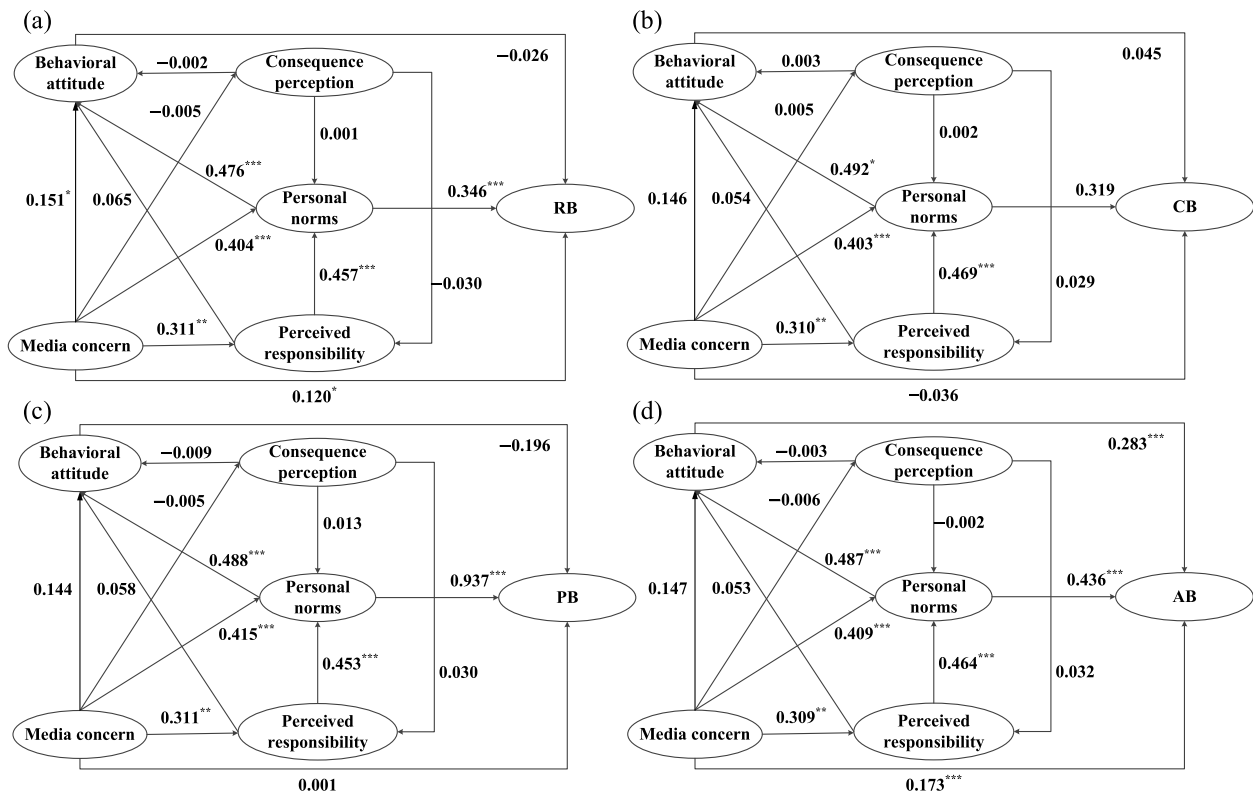 (a)
Behavioral
attitude
−0.002
Consequence
perception
−0.026
−0.005
0.001
0.476***
0.151*
0.065
Personal
norms
0.346***
RB
0.404***
0.457***
−0.030
Media concern
0.311**
Perceived
responsibility
0.120*
(b)
Behavioral
attitude
0.003
Consequence
perception
0.045
0.005
0.002
0.492*
0.146
0.054
Personal
norms
0.319
CB
0.403***
0.469***
0.029
Media concern
0.310**
Perceived
responsibility
−0.036
(c)
Behavioral
attitude
−0.009
Consequence
perception
−0.196
−0.005
0.013
0.488***
0.144
0.058
Personal
norms
0.937***
PB
0.415***
0.453***
0.030
Media concern
0.311**
Perceived
responsibility
0.001
(d)
Behavioral
attitude
−0.003
Consequence
perception
0.283***
−0.006
−0.002
0.487***
0.147
0.053
Personal
norms
0.436***
AB
0.409***
0.464***
0.032
Media concern
0.309**
Perceived
responsibility
0.173***